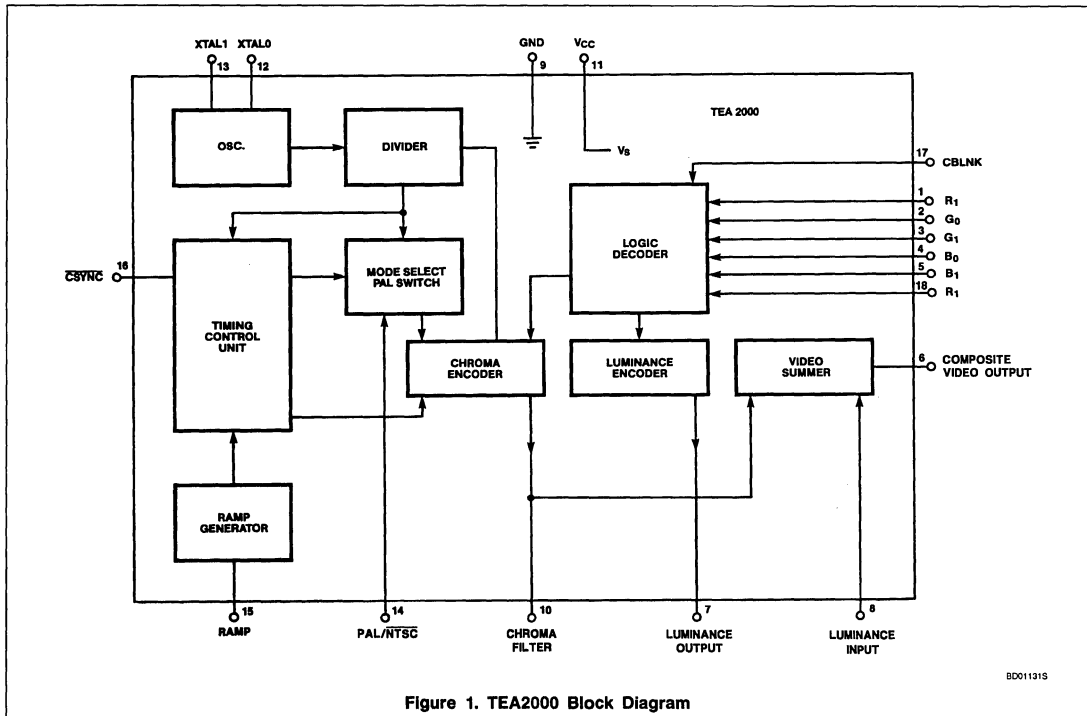 XTAL1 XTAL0
13 12
GND
9
VCC
11
TEA 2000
OSC.
DIVIDER
VS
17 CBLNK
1 R1
2 G0
3 G1
4 B0
5 B1
18 R1
LOGIC
DECODER
16
CSYNC
MODE SELECT
PAL SWITCH
TIMING
CONTROL
UNIT
CHROMA
ENCODER
LUMINANCE
ENCODER
VIDEO
SUMMER
6 COMPOSITE
VIDEO OUTPUT
RAMP
GENERATOR
15
RAMP
14
PAL/NTSC
10
CHROMA
FILTER
7
LUMINANCE
OUTPUT
8
LUMINANCE
INPUT
BD01131S
Figure 1. TEA2000 Block Diagram